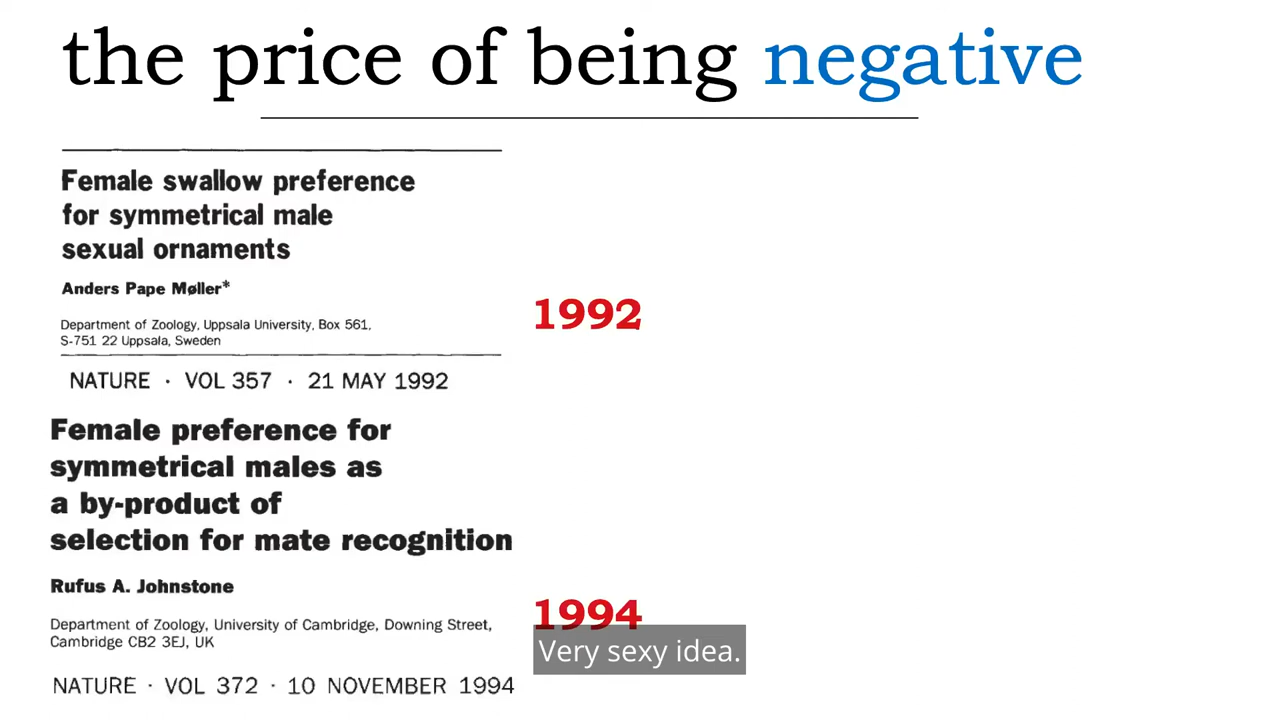 the price of being negative
Female swallow preference
for symmetrical male
sexual ornaments
Anders Pape Møller*
Department of Zoology, Uppsala University, Box 561,
S-751 22 Uppsala, Sweden
1992
NATURE · VOL 357 · 21 MAY 1992
Female preference for
symmetrical males as
a by-product of
selection for mate recognition
Rufus A. Johnstone
Department of Zoology, University of Cambridge, Downing Street,
Cambridge CB2 3EJ, UK
1994
Very sexy idea.
NATURE · VOL 372 · 10 NOVEMBER 1994